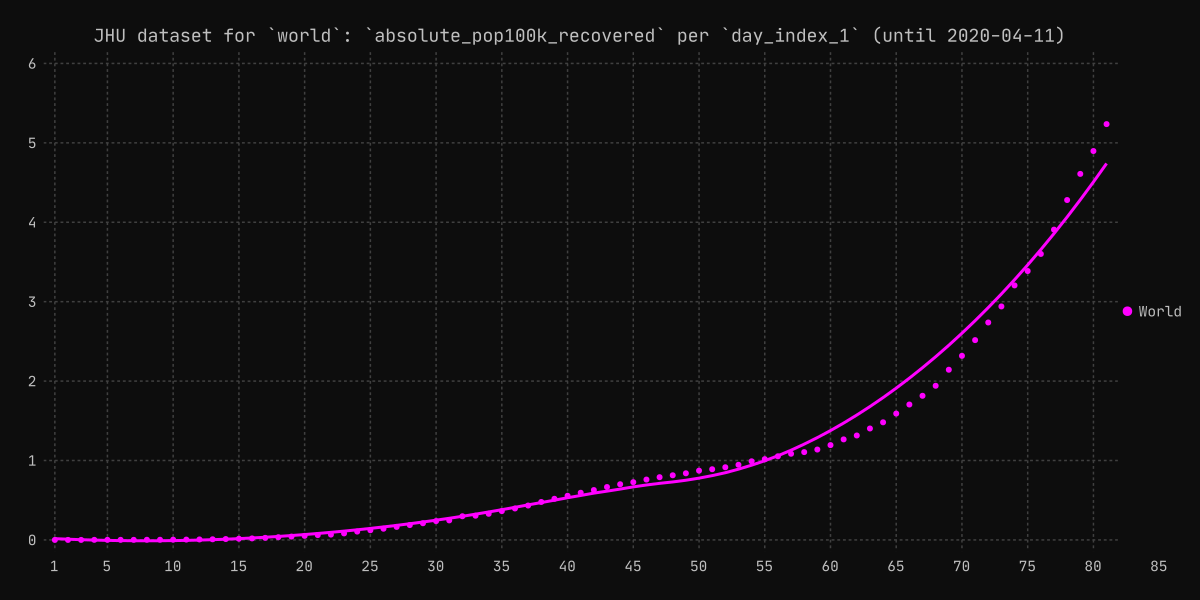 JHU dataset for `world`: `absolute_pop100k_recovered` per `day_index_1` (until 2020-04-11)
6
5
4
3
2
1
0
World
1 5 10 15 20 25 30 35 40 45 50 55 60 65 70 75 80 85